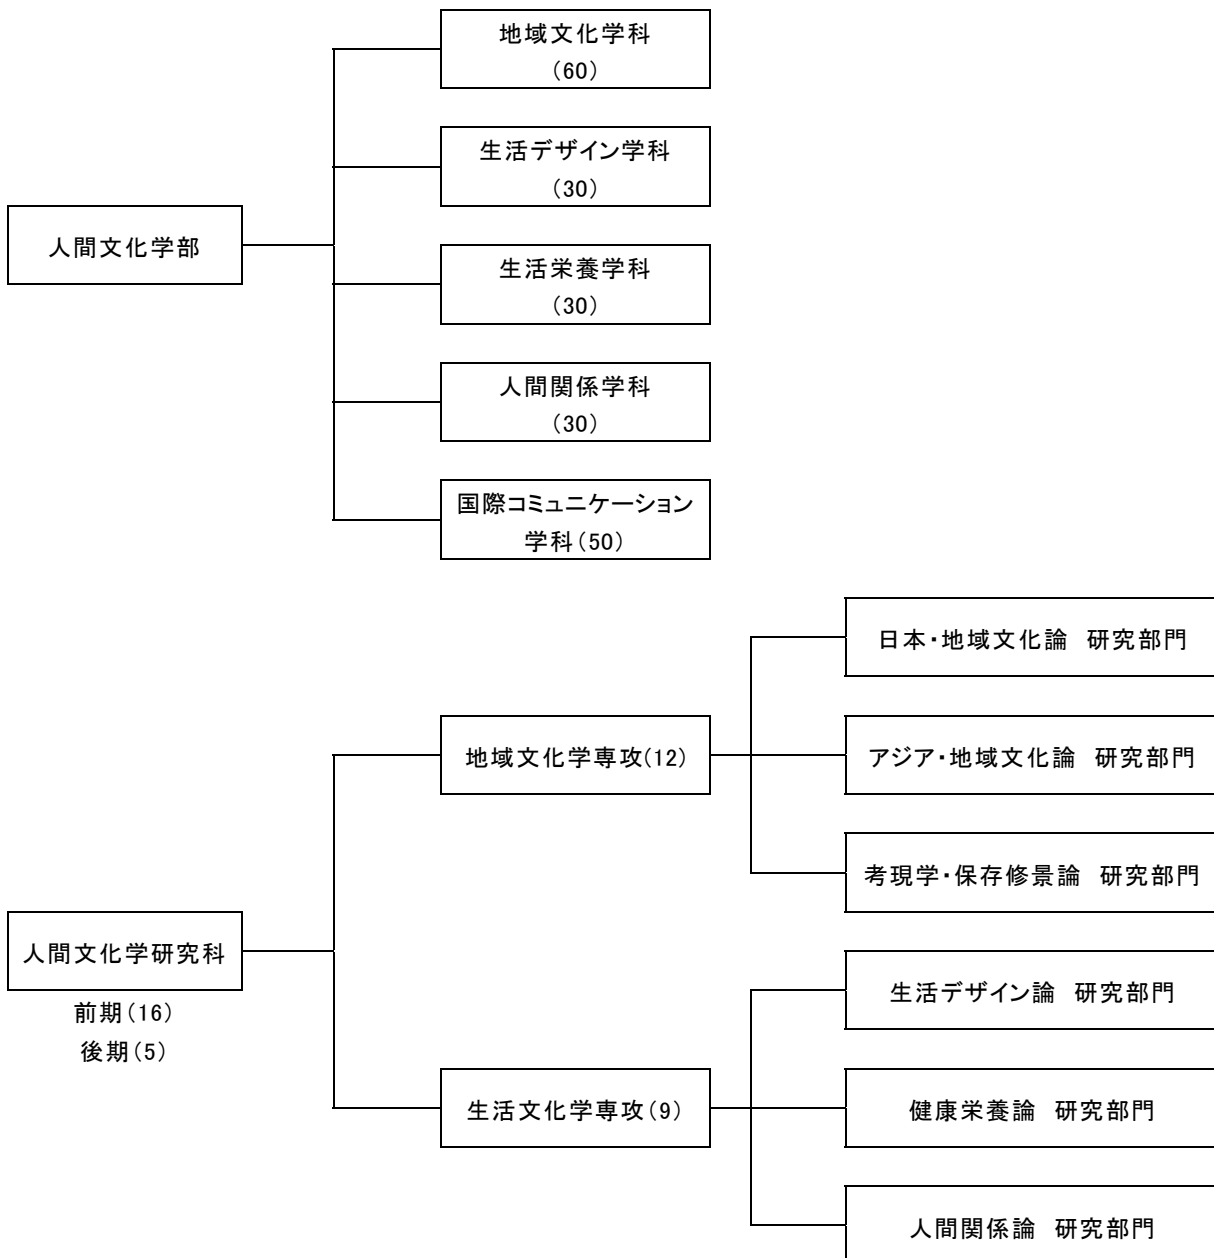 人間文化学部
地域文化学科
(60)
生活デザイン学科
(30)
生活栄養学科
(30)
人間関係学科
(30)
国際コミュニケーション
学科(50)
人間文化学研究科
前期(16)
後期(5)
地域文化学専攻(12)
日本・地域文化論 研究部門
アジア・地域文化論 研究部門
考現学・保存修景論 研究部門
生活文化学専攻(9)
生活デザイン論 研究部門
健康栄養論 研究部門
人間関係論 研究部門